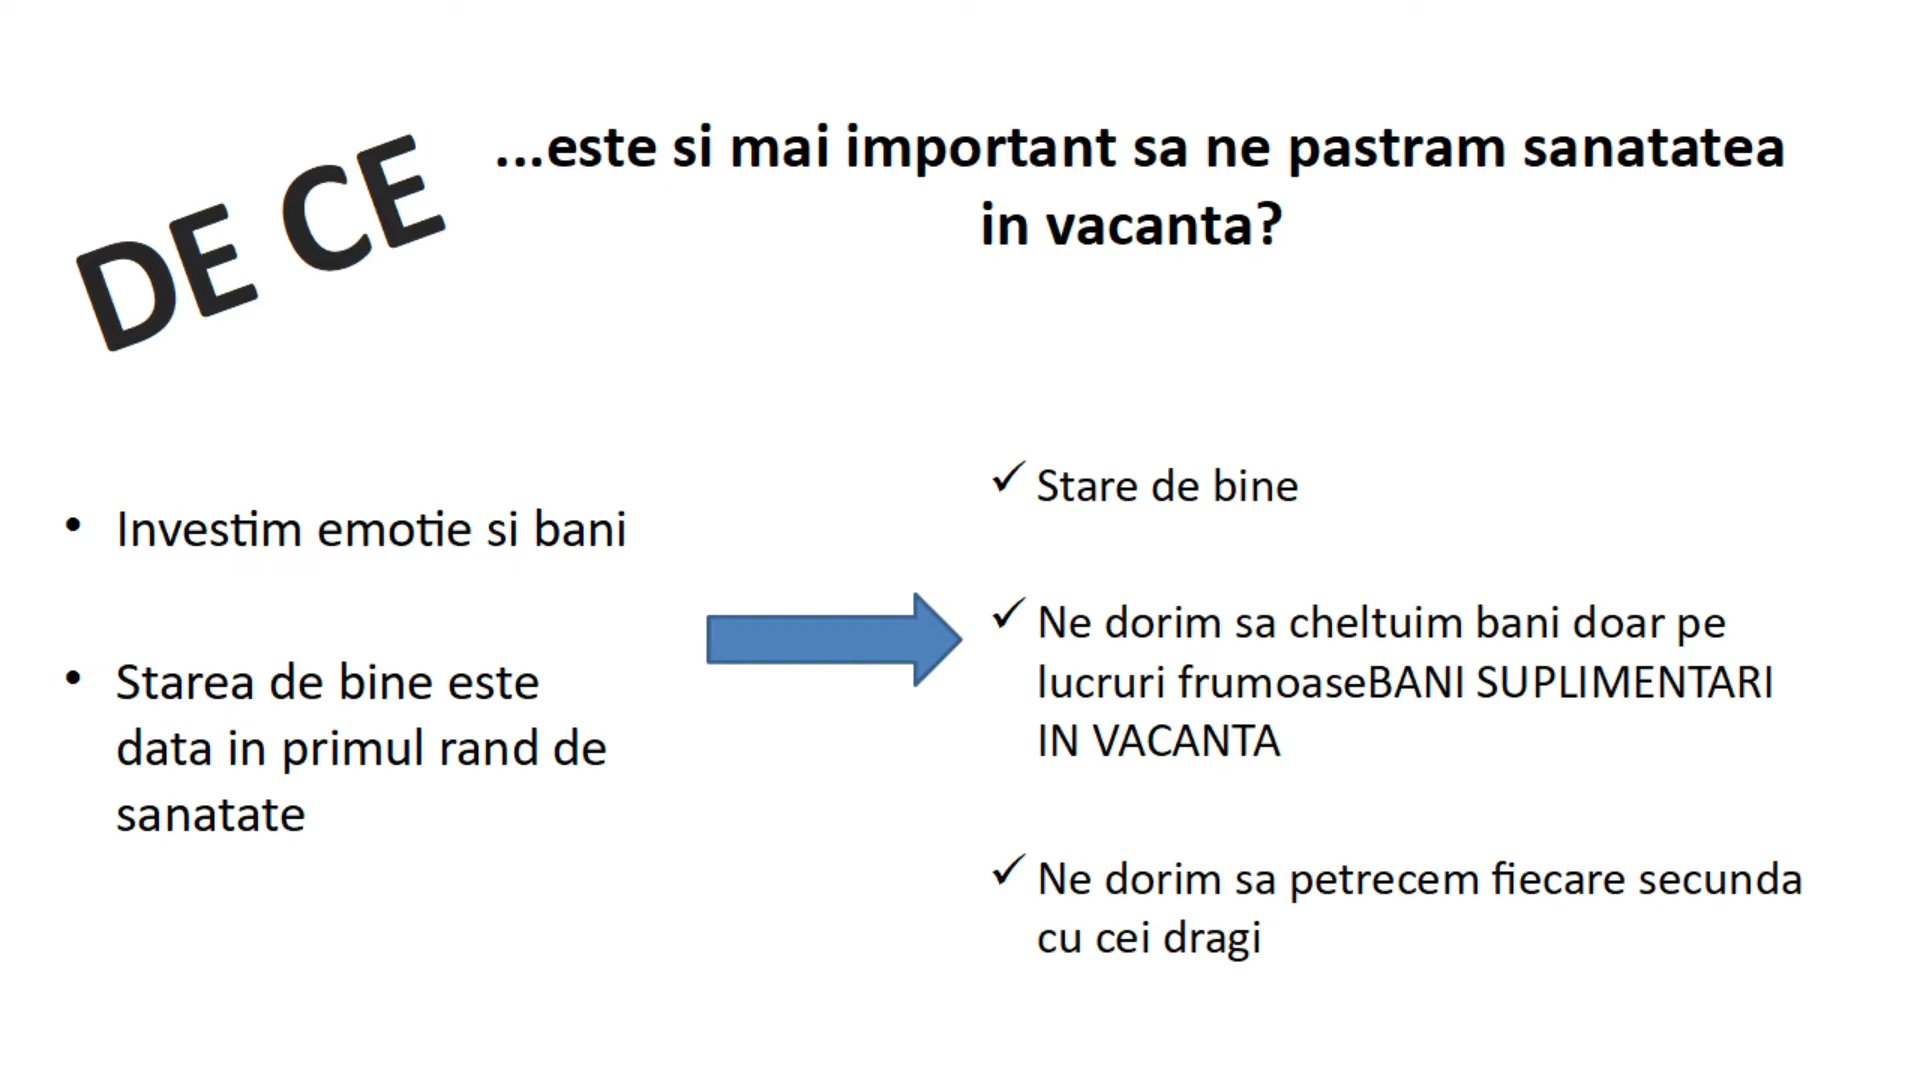 DE CE
...este si mai important sa ne pastram sanatatea
in vacanta?
• Investim emotie si bani
• Starea de bine este
data in primul rand de
sanatate
✓ Stare de bine
✓ Ne dorim sa cheltuim bani doar pe
lucruri frumoaseBANI SUPLIMENTARI
IN VACANTA
✓ Ne dorim sa petrecem fiecare secunda
cu cei dragi